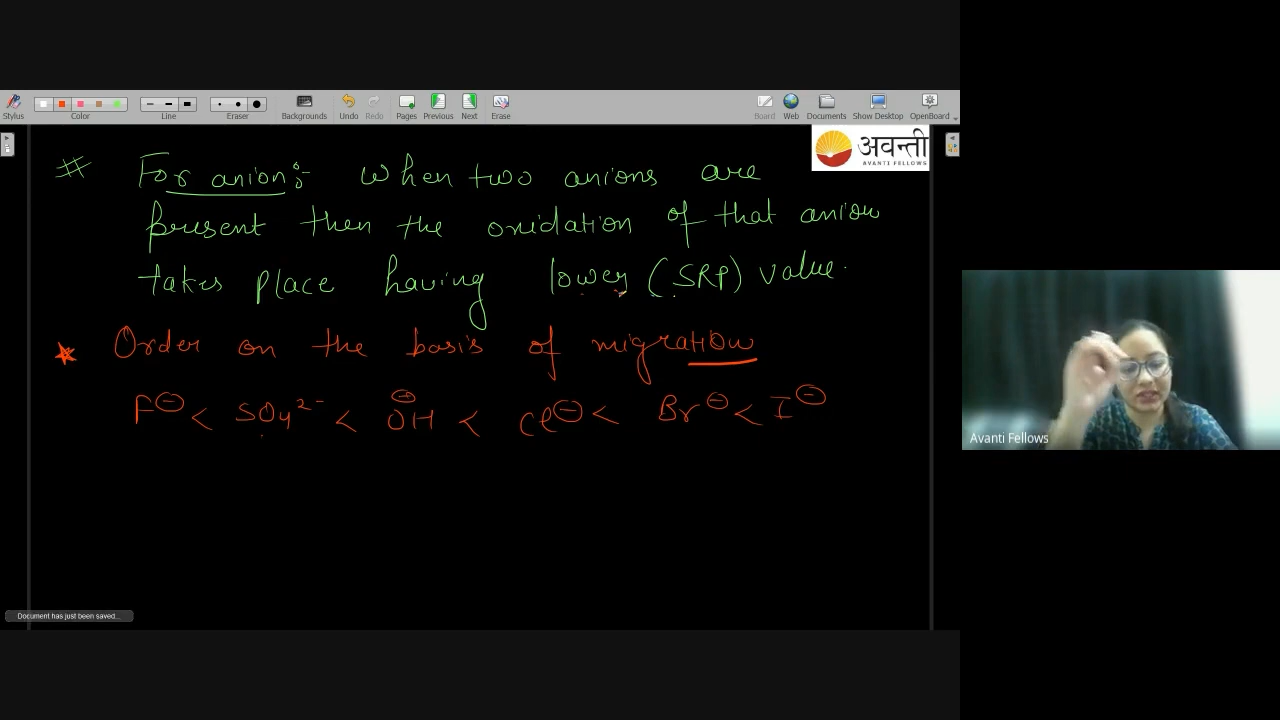 Stylus
Color
Line
Eraser
Backgrounds
Undo
Redo
Pages
Previous
Next
Erase
Board
Web
Documents
Show Desktop
OpenBoard
अवन्ती
AVANTI FELLOWS
# For anion:- When two anions are
present then the oxidation of that anion
takes place having lower (SRP) value.
★ Order on the basis of migration
F⊖ < SO4²⁻ < OH⊕ < Cl⊖ < Br⊖ < I⊖
Avanti Fellows
Document has just been saved...